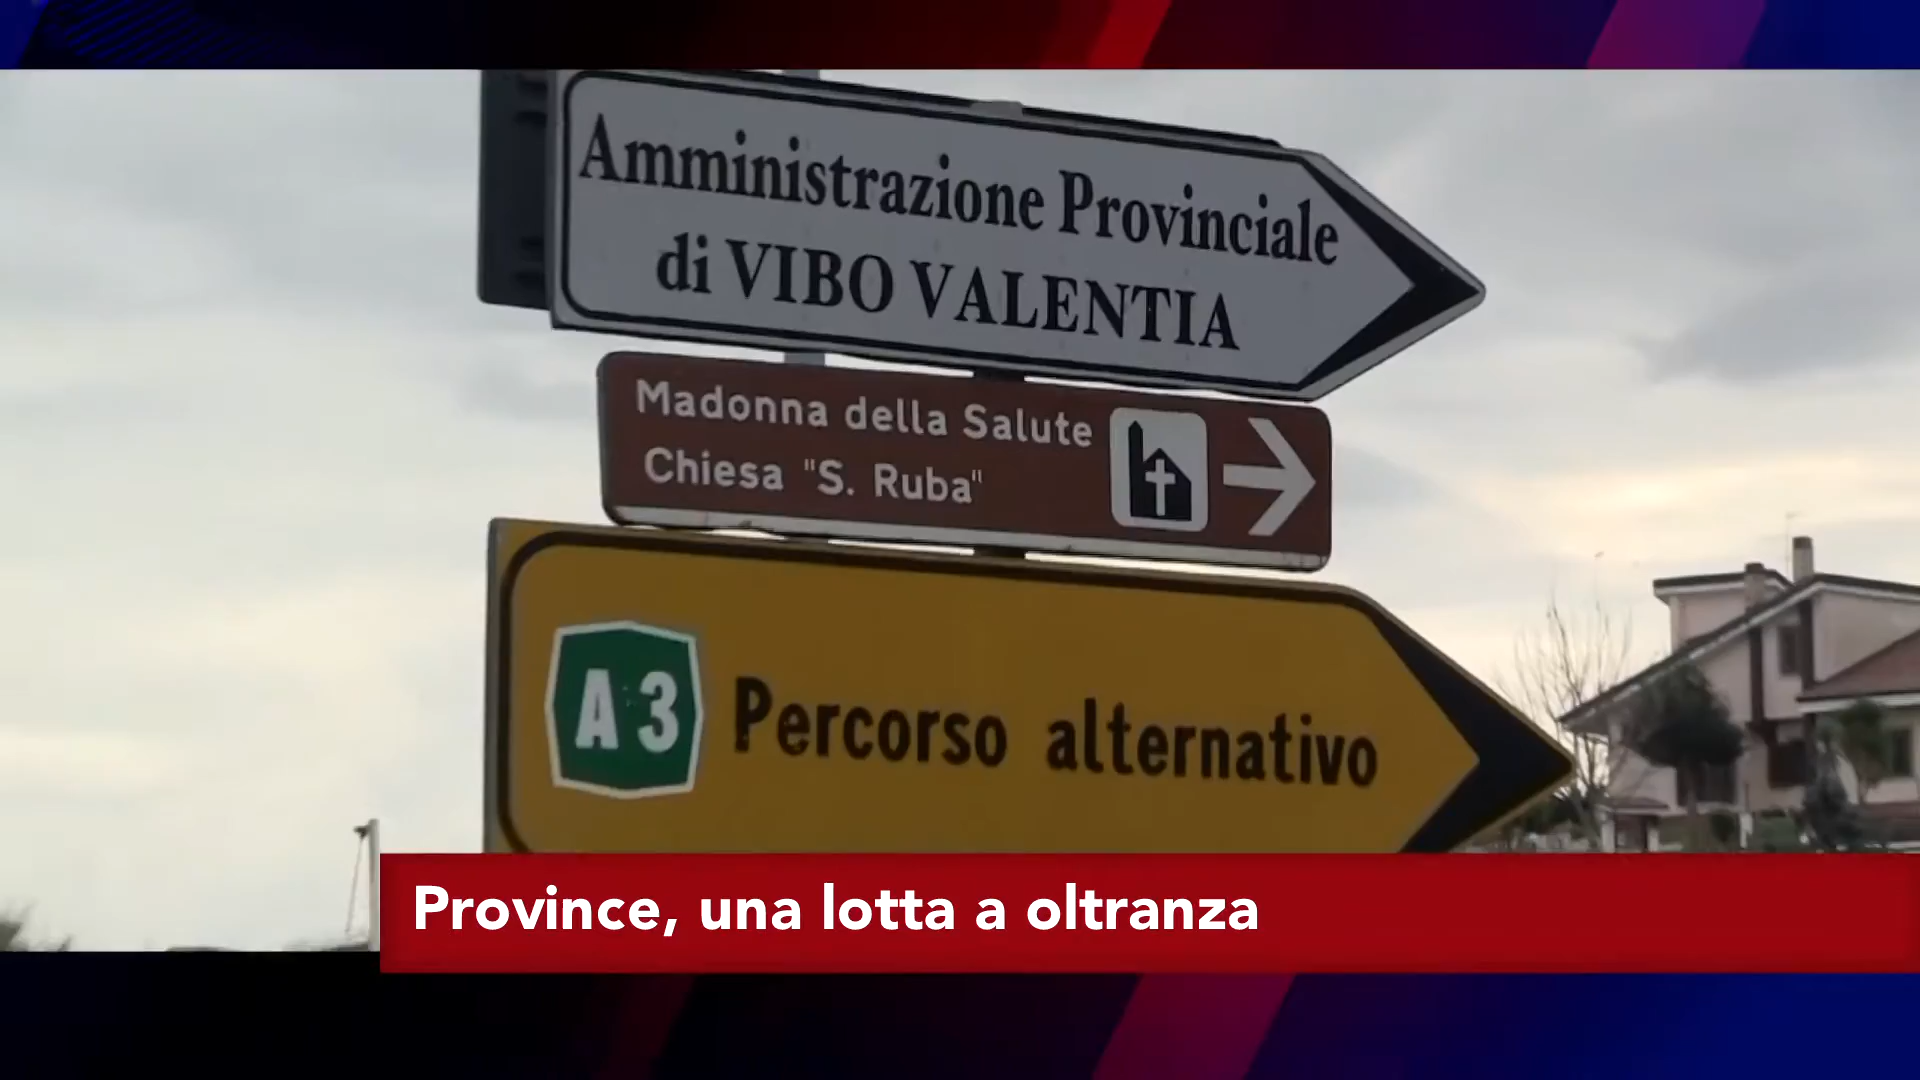 Amministrazione Provinciale
di VIBO VALENTIA
Madonna della Salute
Chiesa "S. Ruba"
A3 Percorso alternativo
Province, una lotta a oltranza